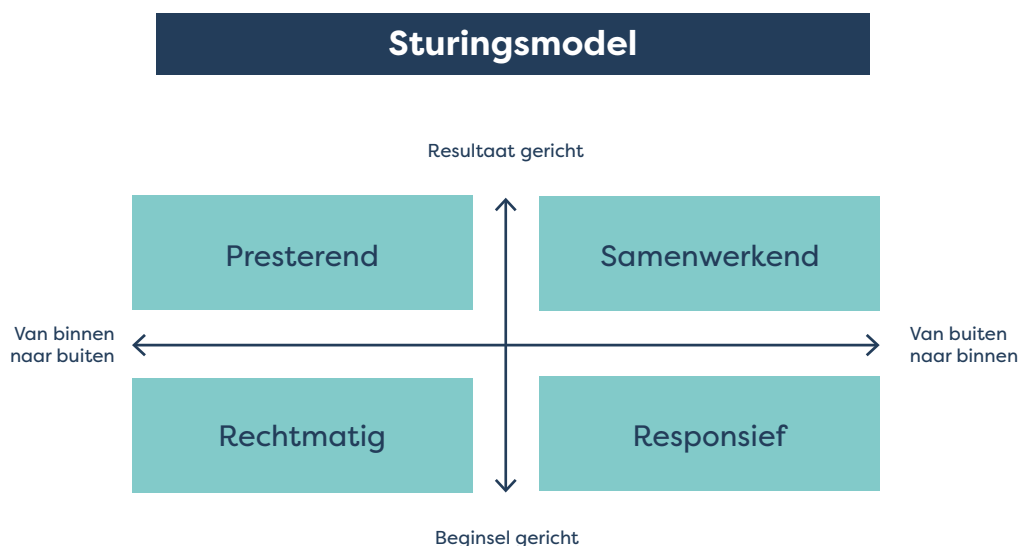 Sturingsmodel
Resultaat gericht
Presterend
Samenwerkend
Van binnen
naar buiten
Van buiten
naar binnen
Rechtmatig
Responsief
Beginsel gericht